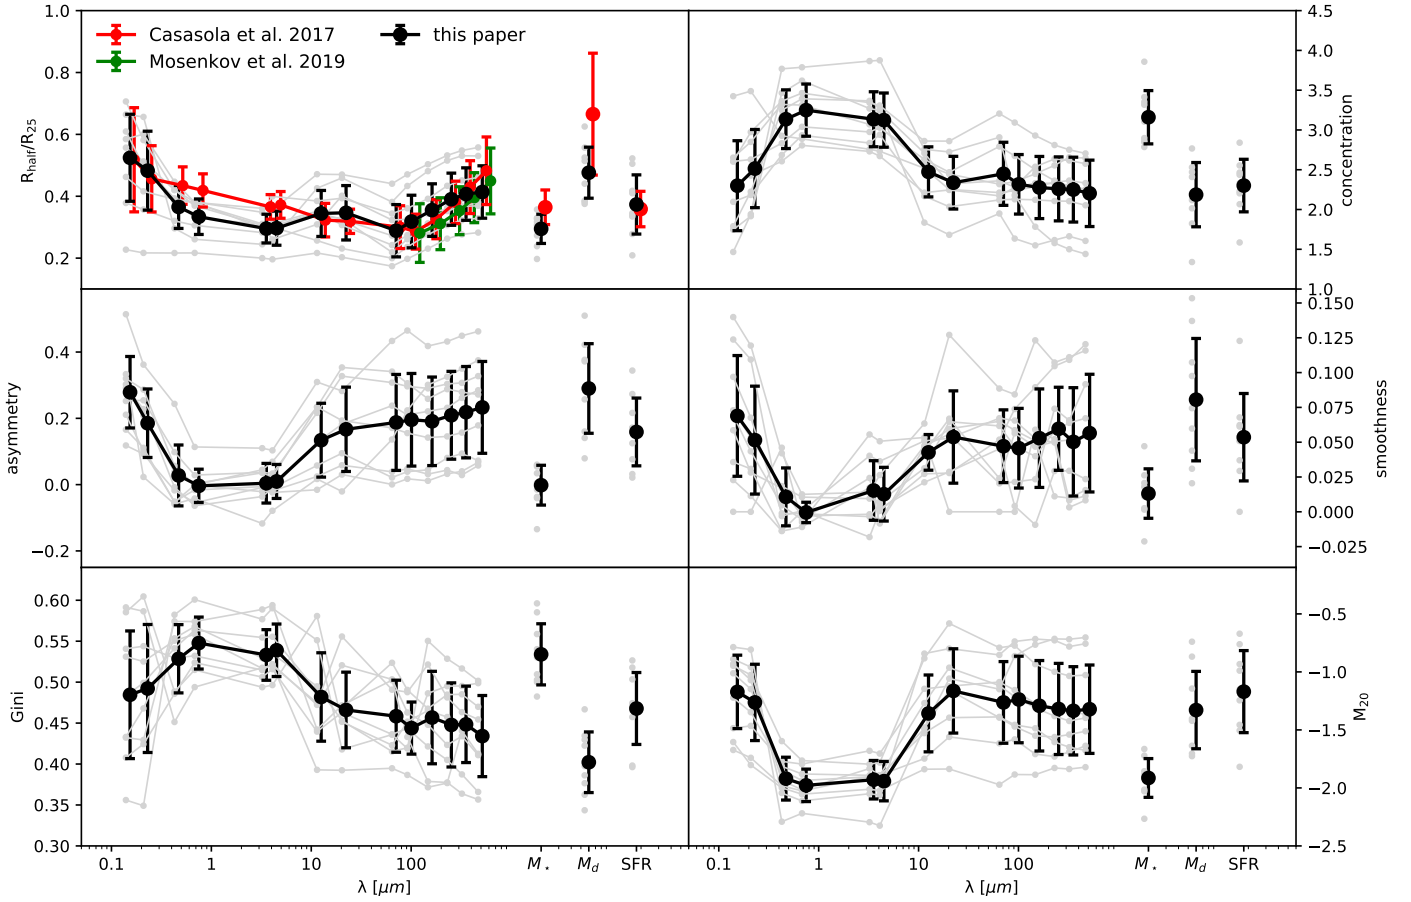 Casasola et al. 2017
this paper
Mosenkov et al. 2019
R_half/R_25
1.0
0.8
0.6
0.4
0.2
concentration
4.5
4.0
3.5
3.0
2.5
2.0
1.5
1.0
asymmetry
0.4
0.2
0.0
−0.2
smoothness
0.150
0.125
0.100
0.075
0.050
0.025
0.000
−0.025
Gini
0.60
0.55
0.50
0.45
0.40
0.35
0.30
M_20
−0.5
−1.0
−1.5
−2.0
−2.5
0.1 1 10 100 M⋆ M_d SFR
λ [μm]
0.1 1 10 100 M⋆ M_d SFR
λ [μm]